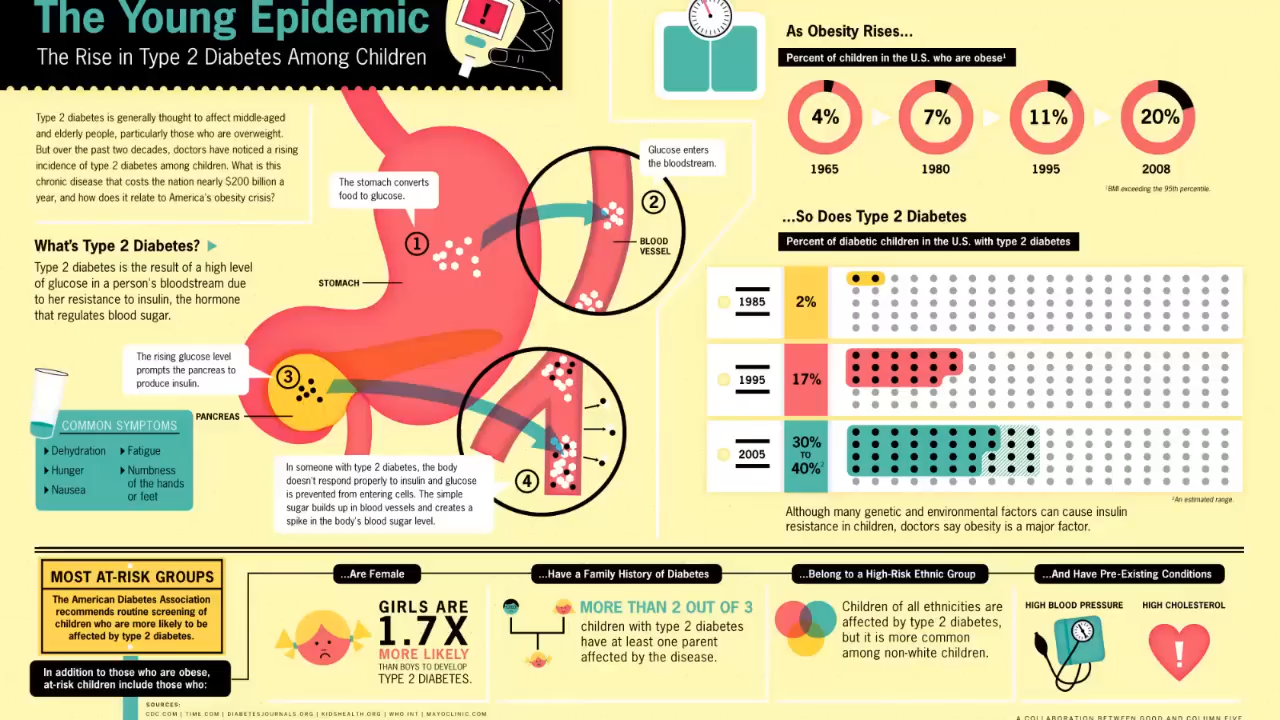 The Young Epidemic
The Rise in Type 2 Diabetes Among Children
Type 2 diabetes is generally thought to affect middle-aged
and elderly people, particularly those who are overweight.
But over the past two decades, doctors have noticed a rising
incidence of type 2 diabetes among children. What is this
chronic disease that costs the nation nearly $200 billion a
year, and how does it relate to America's obesity crisis?
What's Type 2 Diabetes?
Type 2 diabetes is the result of a high level
of glucose in a person's bloodstream due
to her resistance to insulin, the hormone
that regulates blood sugar.
The stomach converts
food to glucose.
1
STOMACH
Glucose enters
the bloodstream.
2
BLOOD
VESSEL
The rising glucose level
prompts the pancreas to
produce insulin.
3
PANCREAS
In someone with type 2 diabetes, the body
doesn't respond properly to insulin and glucose
is prevented from entering cells. The simple
sugar builds up in blood vessels and creates a
spike in the body's blood sugar level.
4
COMMON SYMPTOMS
Dehydration
Hunger
Nausea
Fatigue
Numbness
of the hands
or feet
As Obesity Rises...
Percent of children in the U.S. who are obese¹
4% 7% 11% 20%
1965 1980 1995 2008
¹BMI exceeding the 95th percentile.
...So Does Type 2 Diabetes
Percent of diabetic children in the U.S. with type 2 diabetes
1985 2%
1995 17%
2005 30% TO 40%²
²An estimated range.
Although many genetic and environmental factors can cause insulin
resistance in children, doctors say obesity is a major factor.
MOST AT-RISK GROUPS
The American Diabetes Association
recommends routine screening of
children who are more likely to be
affected by type 2 diabetes.
In addition to those who are obese,
at-risk children include those who:
...Are Female
GIRLS ARE
1.7X
MORE LIKELY
THAN BOYS TO DEVELOP
TYPE 2 DIABETES.
...Have a Family History of Diabetes
MORE THAN 2 OUT OF 3
children with type 2 diabetes
have at least one parent
affected by the disease.
...Belong to a High-Risk Ethnic Group
Children of all ethnicities are
affected by type 2 diabetes,
but it is more common
among non-white children.
...And Have Pre-Existing Conditions
HIGH BLOOD PRESSURE
HIGH CHOLESTEROL
SOURCES:
CDC.COM | TIME.COM | DIABETESJOURNALS.ORG | KIDSHEALTH.ORG | WHO.INT | MAYOCLINIC.COM
A COLLABORATION BETWEEN GOOD AND COLUMN FIVE